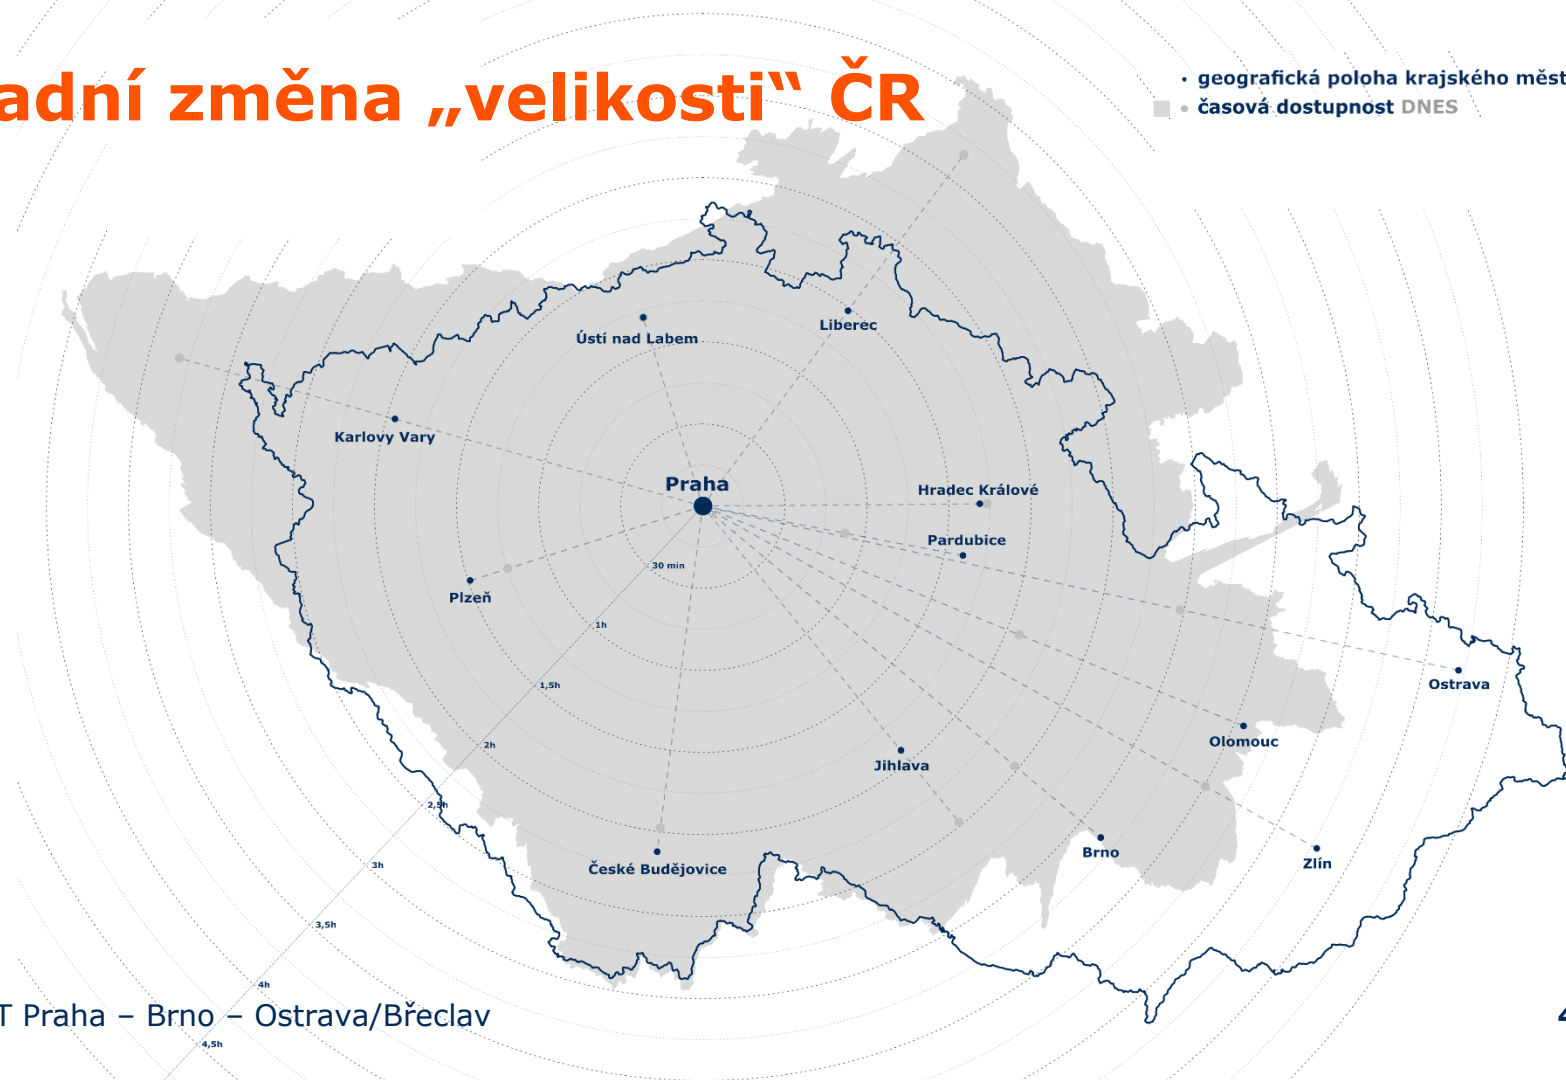 adní změna „velikosti“ ČR
geografická poloha krajského měst
časová dostupnost DNES
Ústí nad Labem
Liberec
Karlovy Vary
Praha
Hradec Králové
Pardubice
30 min
Plzeň
1h
1,5h
Ostrava
2h
Olomouc
Jihlava
2,5h
Brno
Zlín
3h
České Budějovice
3,5h
4h
T Praha – Brno – Ostrava/Břeclav
4,5h